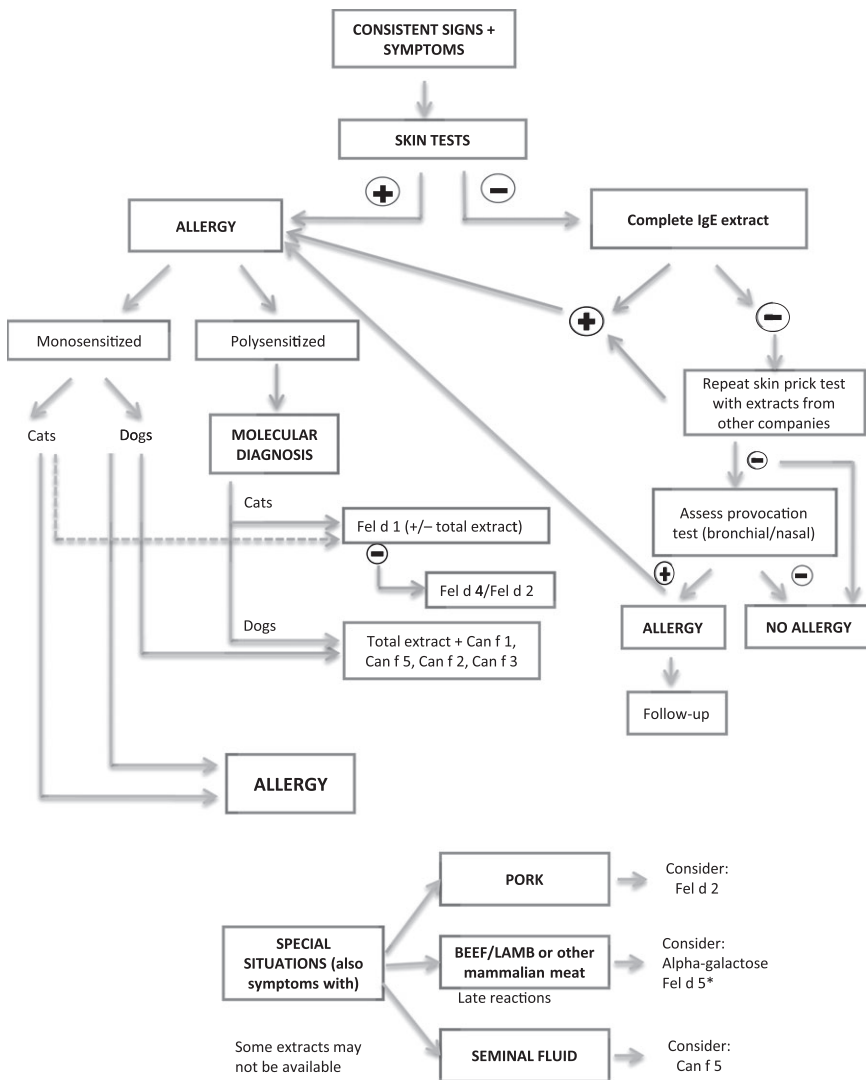 CONSISTENT SIGNS +
SYMPTOMS
SKIN TESTS
+
−
ALLERGY
Complete IgE extract
+
−
Monosensitized
Polysensitized
Repeat skin prick test
with extracts from
other companies
Cats
Dogs
MOLECULAR
DIAGNOSIS
−
Cats
Fel d 1 (+/− total extract)
Assess provocation
test (bronchial/nasal)
−
+
−
Fel d 4/Fel d 2
ALLERGY
NO ALLERGY
Dogs
Total extract + Can f 1,
Can f 5, Can f 2, Can f 3
Follow-up
ALLERGY
PORK
Consider:
Fel d 2
SPECIAL
SITUATIONS (also
symptoms with)
BEEF/LAMB or other
mammalian meat
Late reactions
Consider:
Alpha-galactose
Fel d 5*
Some extracts may
not be available
SEMINAL FLUID
Consider:
Can f 5